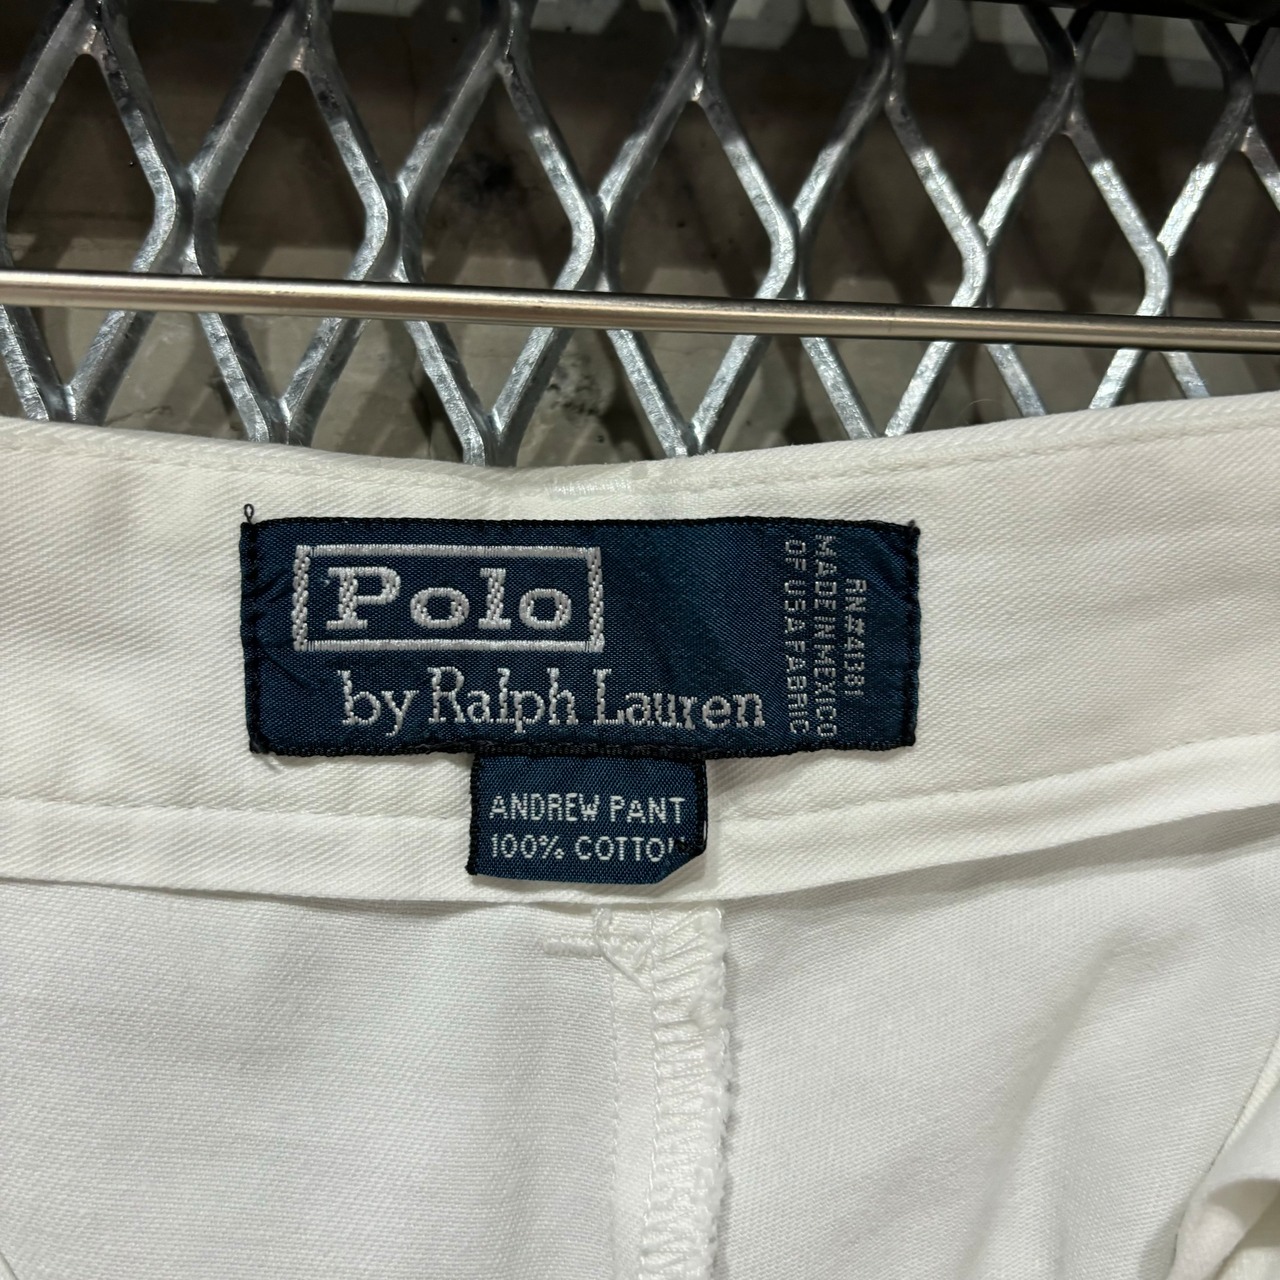 Polo
by Ralph Lauren
RN#41381
MADE IN MEXICO
OF USA FABRIC
ANDREW PANT
100% COTTON